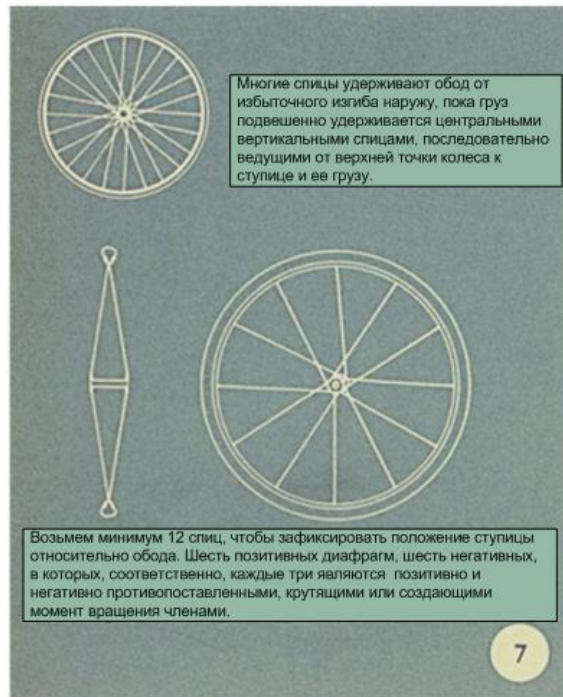 Многие спицы удерживают обод от
избыточного изгиба наружу, пока груз
подвешенно удерживается центральными
вертикальными спицами, последовательно
ведущими от верхней точки колеса к
ступице и ее грузу.
Возьмем минимум 12 спиц, чтобы зафиксировать положение ступицы
относительно обода. Шесть позитивных диафрагм, шесть негативных,
в которых, соответственно, каждые три являются позитивно и
негативно противопоставленными, крутящими или создающими
момент вращения членами.
7